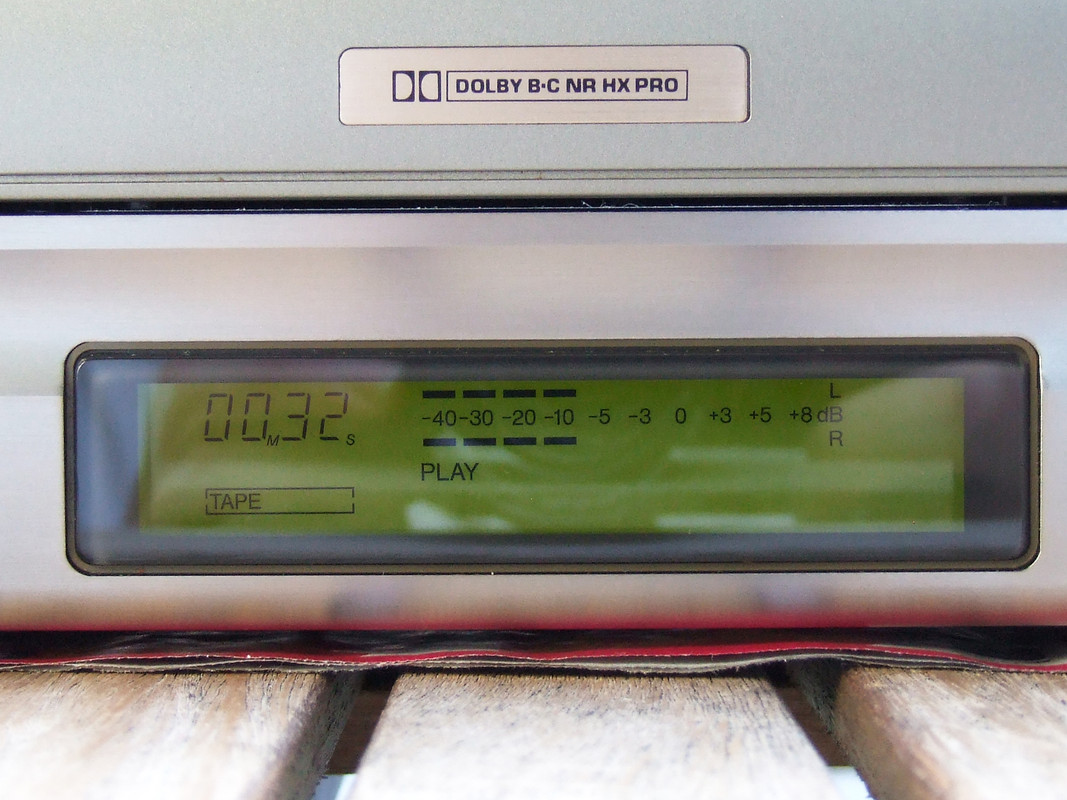 DOLBY B·C NR HX PRO
00M32S
L
-40 -30 -20 -10 -5 -3 0 +3 +5 +8 dB
R
PLAY
TAPE